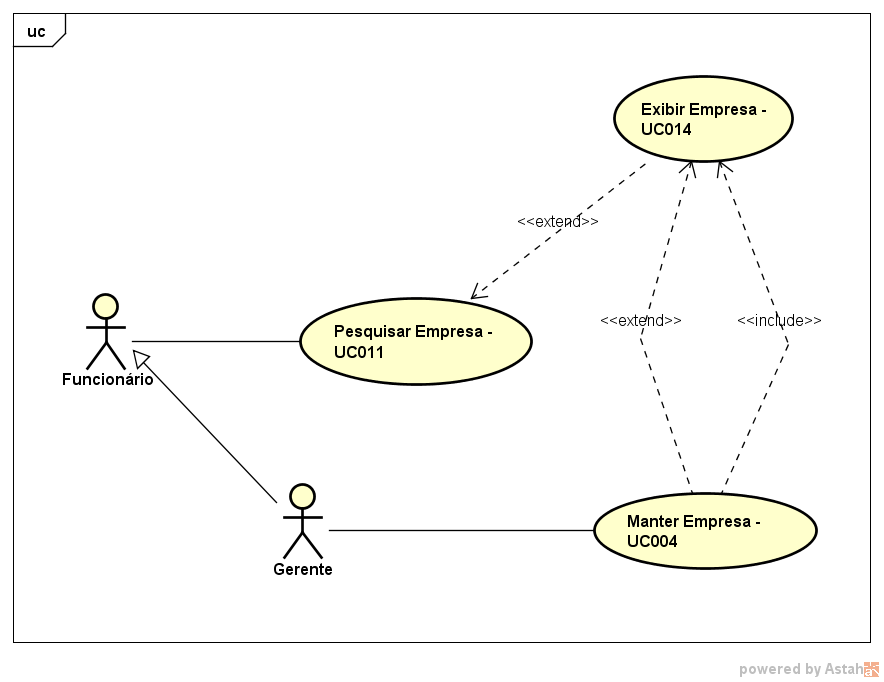 uc
Exibir Empresa -
UC014
<<extend>>
Pesquisar Empresa -
UC011
Funcionário
<<extend>>
<<include>>
Manter Empresa -
UC004
Gerente
powered by Astah